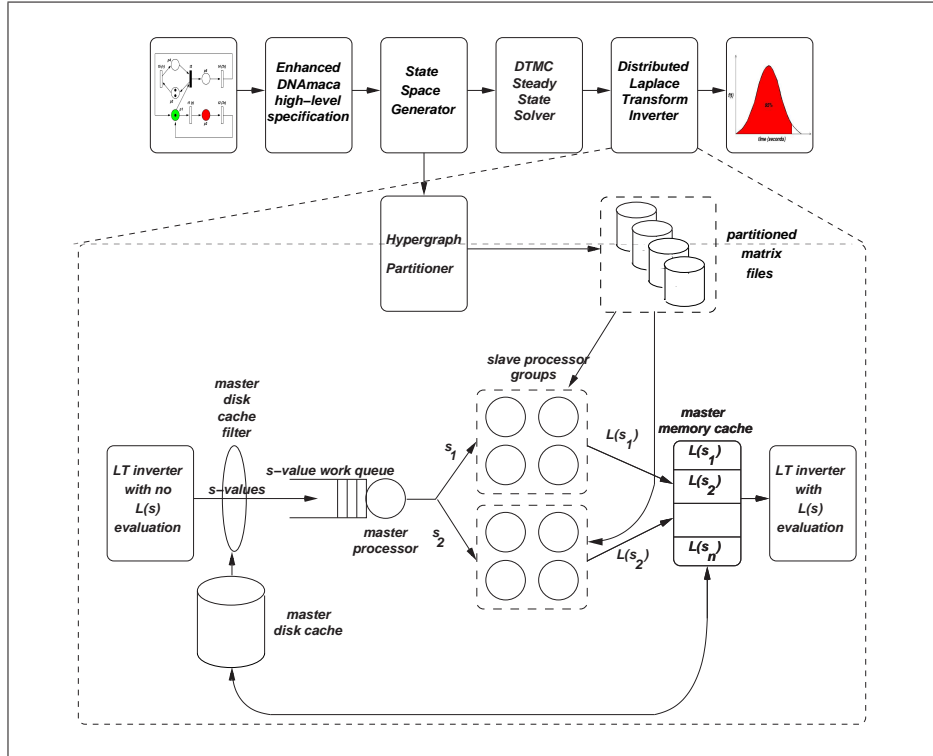 Enhanced
DNAmaca
high-level
specification
State
Space
Generator
DTMC
Steady
State
Solver
Distributed
Laplace
Transform
Inverter
f(t)
time (seconds)
Hypergraph
Partitioner
partitioned
matrix
files
slave processor
groups
master
disk
cache
filter
master
memory cache
LT inverter
with no
L(s)
evaluation
s-values
s-value work queue
master
processor
s1
s2
L(s1)
L(s2)
L(s1)
L(s2)
L(sn)
LT inverter
with
L(s)
evaluation
master
disk cache